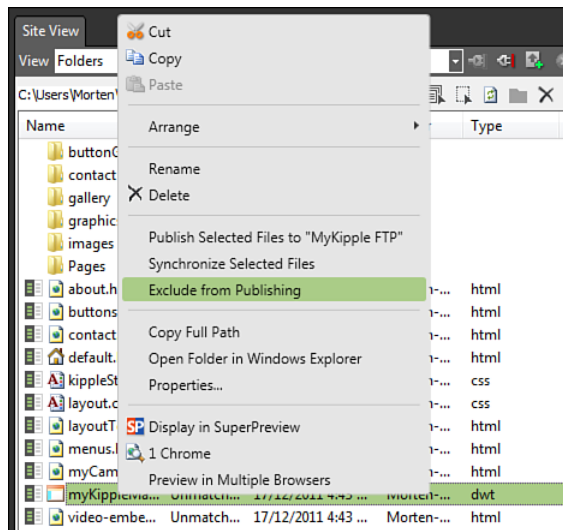 Site View
View Folders
C:\Users\Morten\
Name Type
Cut
Copy
Paste
Arrange
Rename
Delete
Publish Selected Files to "MyKipple FTP"
Synchronize Selected Files
Exclude from Publishing
Copy Full Path
Open Folder in Windows Explorer
Properties...
Display in SuperPreview
1 Chrome
Preview in Multiple Browsers
buttonG
contact
gallery
graphic
images
Pages
about.h n-... html
buttons n-... html
contact n-... html
default. n-... html
kippleSt n-... css
layout.c n-... css
layoutT n-... html
menus.l n-... html
myCam n-... html
myKippleMa... Unmatch... 17/12/2011 4:43 Morten-... dwt
video-embe... Unmatch... 17/12/2011 4:43 ... Morten-... html